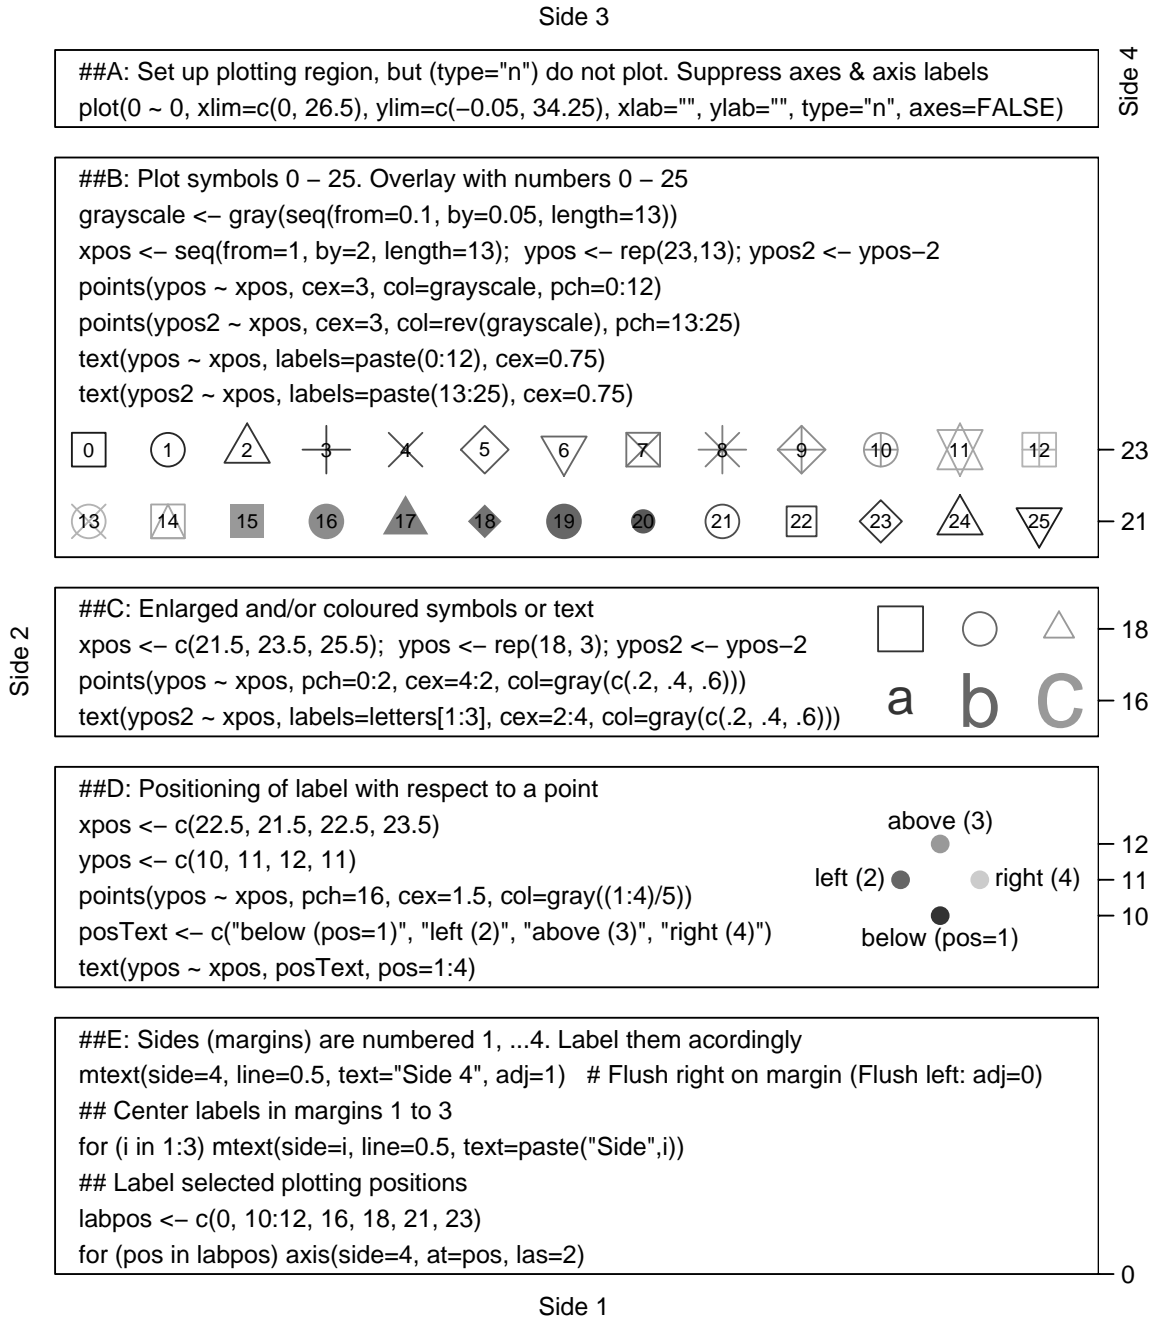 Side 3
Side 4
##A: Set up plotting region, but (type="n") do not plot. Suppress axes & axis labels
plot(0 ~ 0, xlim=c(0, 26.5), ylim=c(−0.05, 34.25), xlab="", ylab="", type="n", axes=FALSE)
##B: Plot symbols 0 − 25. Overlay with numbers 0 − 25
grayscale <− gray(seq(from=0.1, by=0.05, length=13))
xpos <− seq(from=1, by=2, length=13);  ypos <− rep(23,13); ypos2 <− ypos−2
points(ypos ~ xpos, cex=3, col=grayscale, pch=0:12)
points(ypos2 ~ xpos, cex=3, col=rev(grayscale), pch=13:25)
text(ypos ~ xpos, labels=paste(0:12), cex=0.75)
text(ypos2 ~ xpos, labels=paste(13:25), cex=0.75)
0 1 2 3 4 5 6 7 8 9 10 11 12 23
13 14 15 16 17 18 19 20 21 22 23 24 25 21
Side 2
##C: Enlarged and/or coloured symbols or text
xpos <− c(21.5, 23.5, 25.5);  ypos <− rep(18, 3); ypos2 <− ypos−2 18
points(ypos ~ xpos, pch=0:2, cex=4:2, col=gray(c(.2, .4, .6)))
text(ypos2 ~ xpos, labels=letters[1:3], cex=2:4, col=gray(c(.2, .4, .6)))
a b c 16
##D: Positioning of label with respect to a point
xpos <− c(22.5, 21.5, 22.5, 23.5)
ypos <− c(10, 11, 12, 11)
points(ypos ~ xpos, pch=16, cex=1.5, col=gray((1:4)/5))
posText <− c("below (pos=1)", "left (2)", "above (3)", "right (4)")
text(ypos ~ xpos, posText, pos=1:4)
above (3)
12
left (2) right (4) 11
10
below (pos=1)
##E: Sides (margins) are numbered 1, ...4. Label them acordingly
mtext(side=4, line=0.5, text="Side 4", adj=1)   # Flush right on margin (Flush left: adj=0)
## Center labels in margins 1 to 3
for (i in 1:3) mtext(side=i, line=0.5, text=paste("Side",i))
## Label selected plotting positions
labpos <− c(0, 10:12, 16, 18, 21, 23)
for (pos in labpos) axis(side=4, at=pos, las=2)
0
Side 1